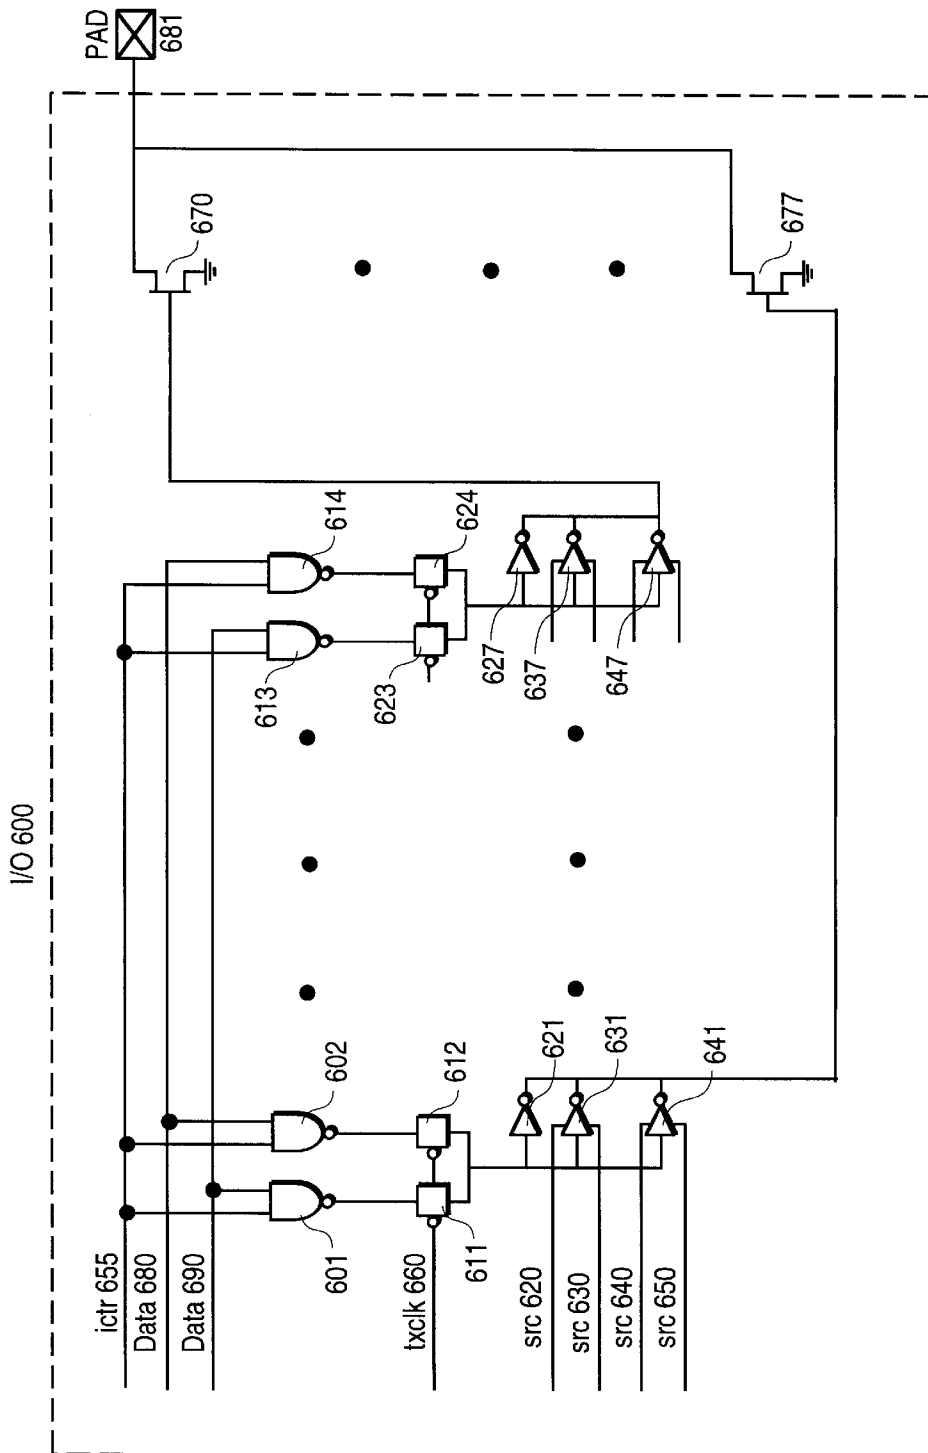 I/O 600
PAD
681
670
677
614
624
613
623
627
637
647
602
612
621
631
641
601
611
ictr 655
Data 680
Data 690
txclk 660
src 620
src 630
src 640
src 650